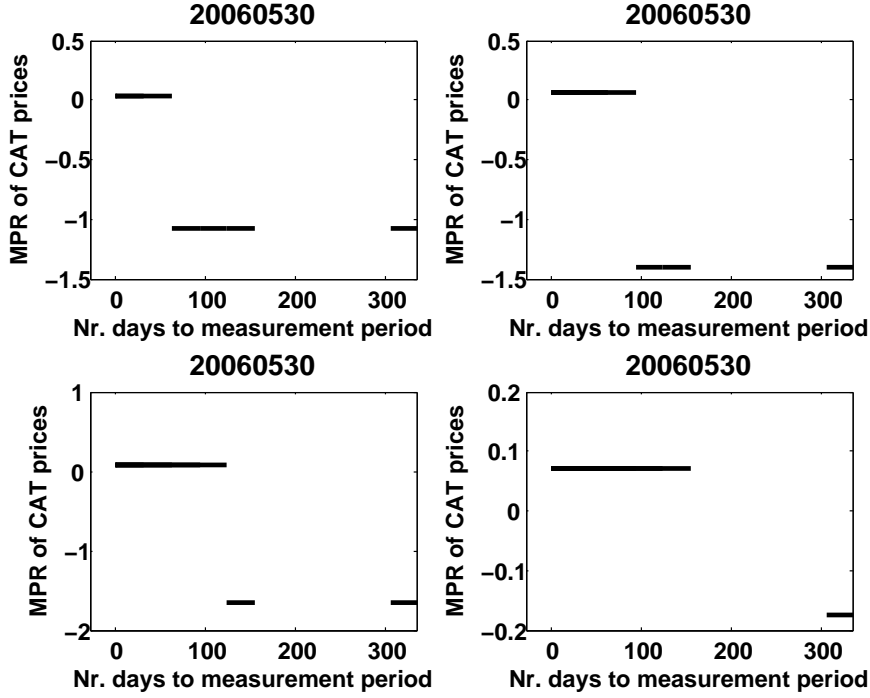 20060530
MPR of CAT prices
0.5
0
−0.5
−1
−1.5
0 100 200 300
Nr. days to measurement period
20060530
MPR of CAT prices
0.5
0
−0.5
−1
−1.5
0 100 200 300
Nr. days to measurement period
20060530
MPR of CAT prices
1
0
−1
−2
0 100 200 300
Nr. days to measurement period
20060530
MPR of CAT prices
0.2
0.1
0
−0.1
−0.2
0 100 200 300
Nr. days to measurement period